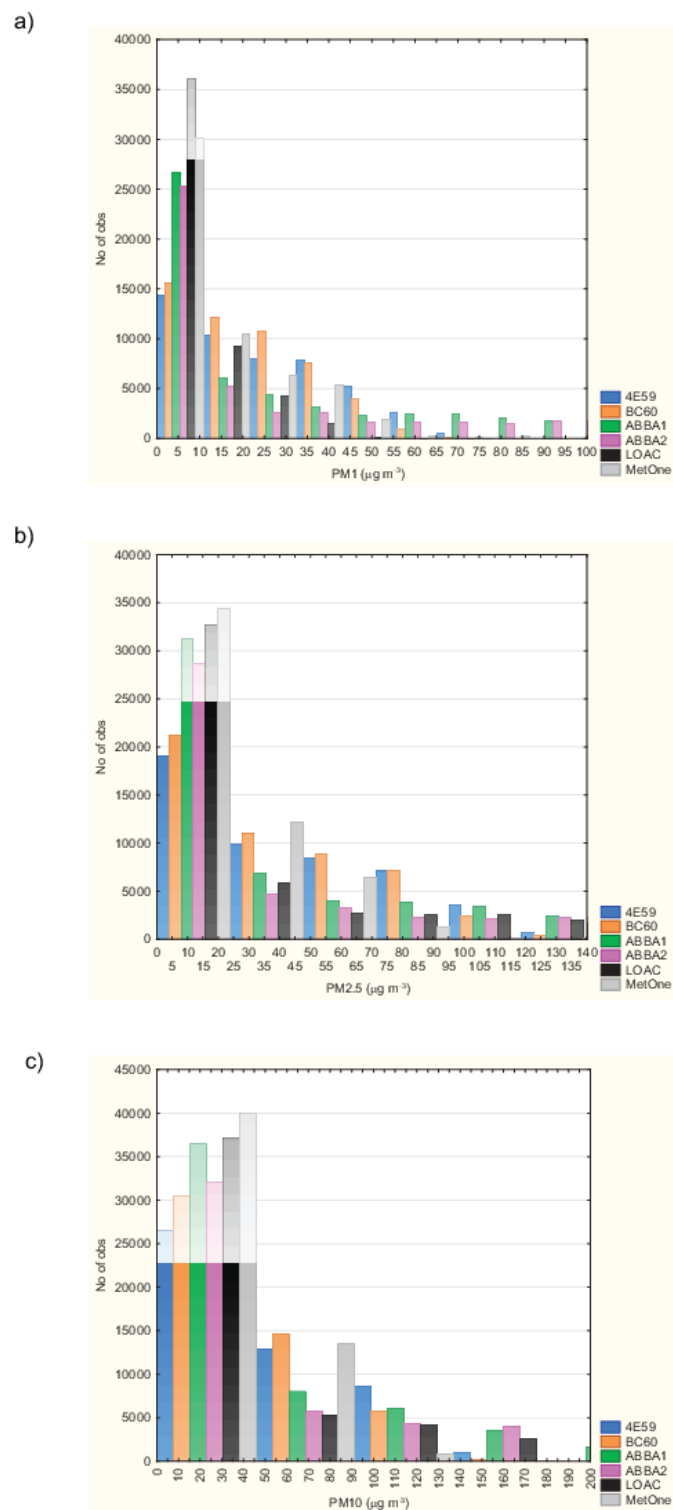 a)
40000
35000
30000
25000
20000
15000
10000
5000
0
No of obs
0 5 10 15 20 25 30 35 40 45 50 55 60 65 70 75 80 85 90 95 100
PM1 (μg m⁻³)
4E59
BC60
ABBA1
ABBA2
LOAC
MetOne
b)
40000
35000
30000
25000
20000
15000
10000
5000
0
No of obs
0 10 20 30 40 50 60 70 80 90 100 110 120 130 140
5 15 25 35 45 55 65 75 85 95 105 115 125 135
PM2.5 (μg m⁻³)
4E59
BC60
ABBA1
ABBA2
LOAC
MetOne
c)
45000
40000
35000
30000
25000
20000
15000
10000
5000
0
No of obs
0 10 20 30 40 50 60 70 80 90 100 110 120 130 140 150 160 170 180 190 200
PM10 (μg m⁻³)
4E59
BC60
ABBA1
ABBA2
LOAC
MetOne